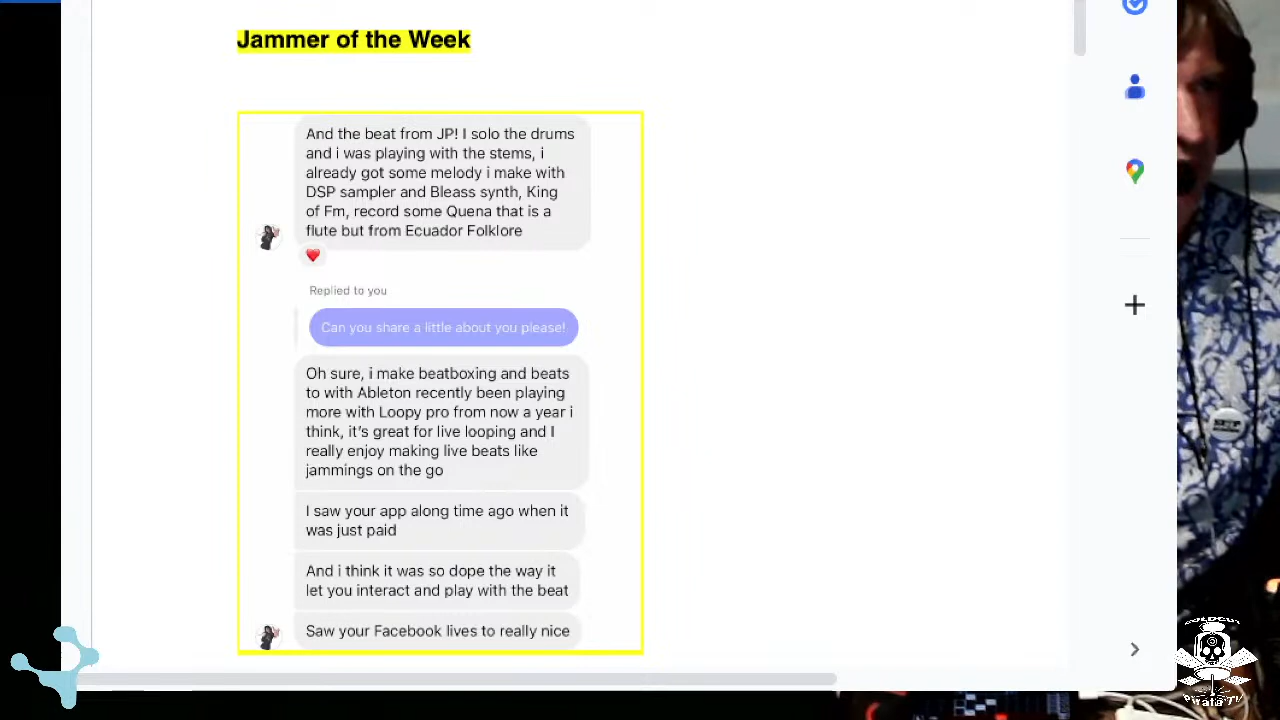 Jammer of the Week
And the beat from JP! I solo the drums
and i was playing with the stems, i
already got some melody i make with
DSP sampler and Bleass synth, King
of Fm, record some Quena that is a
flute but from Ecuador Folklore
Replied to you
Can you share a little about you please!
Oh sure, i make beatboxing and beats
to with Ableton recently been playing
more with Loopy pro from now a year i
think, it's great for live looping and I
really enjoy making live beats like
jammings on the go
I saw your app along time ago when it
was just paid
And i think it was so dope the way it
let you interact and play with the beat
Saw your Facebook lives to really nice
COLDCUT
Pirate TV